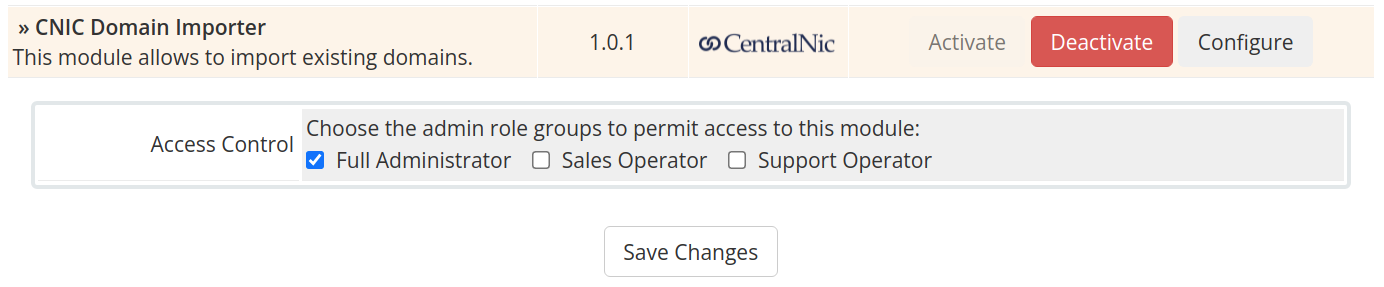 » CNIC Domain Importer
This module allows to import existing domains.
1.0.1
CentralNic
Activate
Deactivate
Configure
Access Control
Choose the admin role groups to permit access to this module:
Full Administrator Sales Operator Support Operator
Save Changes